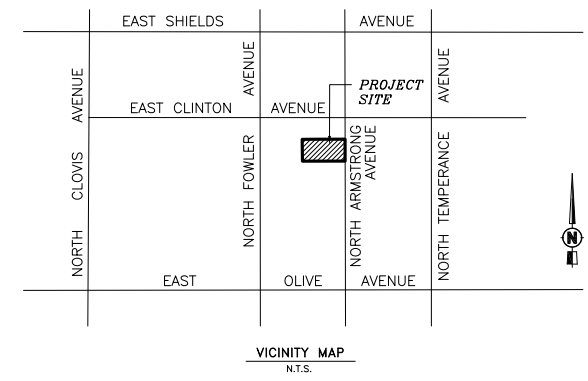 EAST SHIELDS AVENUE
PROJECT
SITE
EAST CLINTON AVENUE
NORTH CLOVIS AVENUE
NORTH FOWLER AVENUE
NORTH ARMSTRONG
AVENUE
NORTH TEMPERANCE AVENUE
EAST OLIVE AVENUE
N
VICINITY MAP
N.T.S.